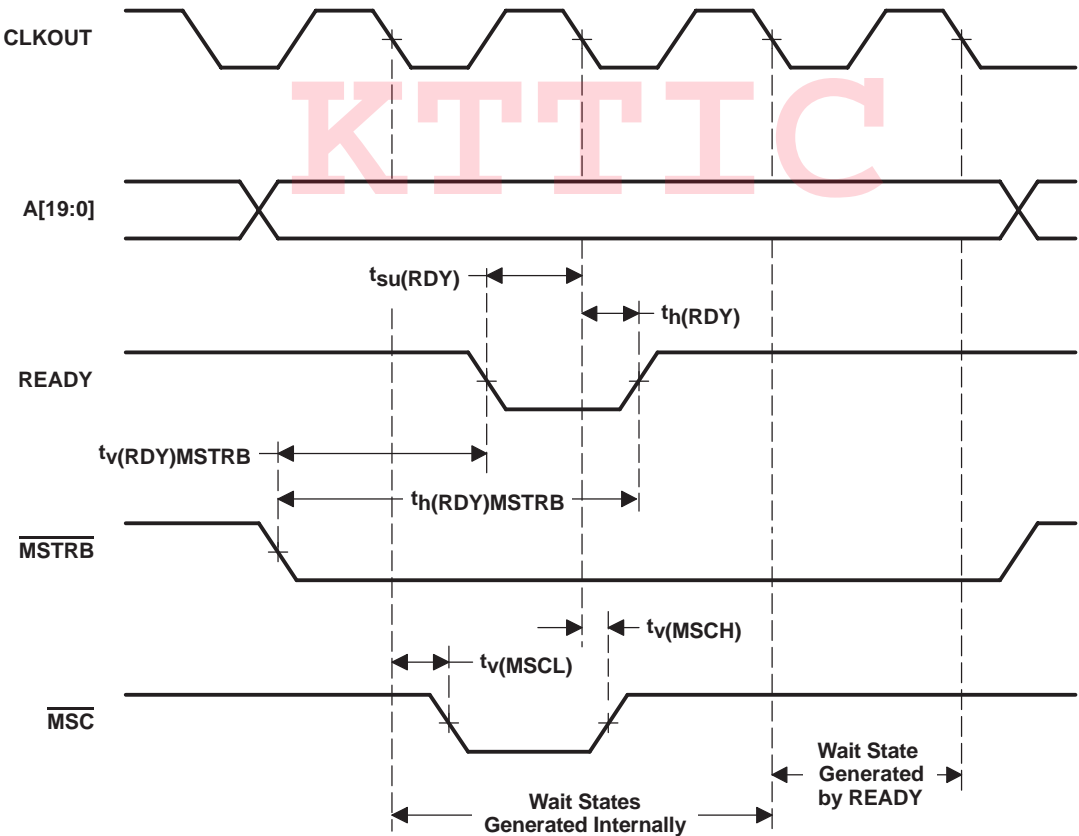 CLKOUT
KTTIC
A[19:0]
tsu(RDY)
th(RDY)
READY
tv(RDY)MSTRB
th(RDY)MSTRB
MSTRB
tv(MSCH)
tv(MSCL)
MSC
Wait State
Generated
by READY
Wait States
Generated Internally